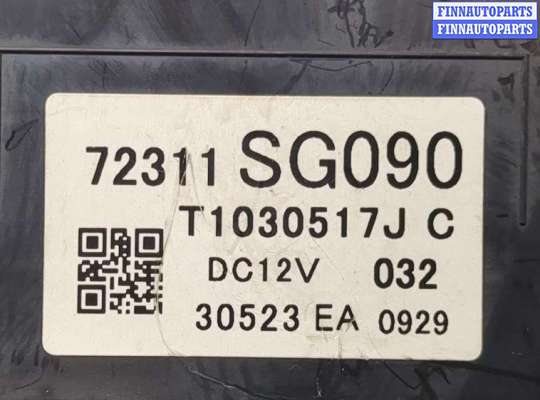 FINNAUTOPARTS
FINNAUTOPARTS
72311 SG090
T1030517J C
DC12V 032
30523 EA 0929